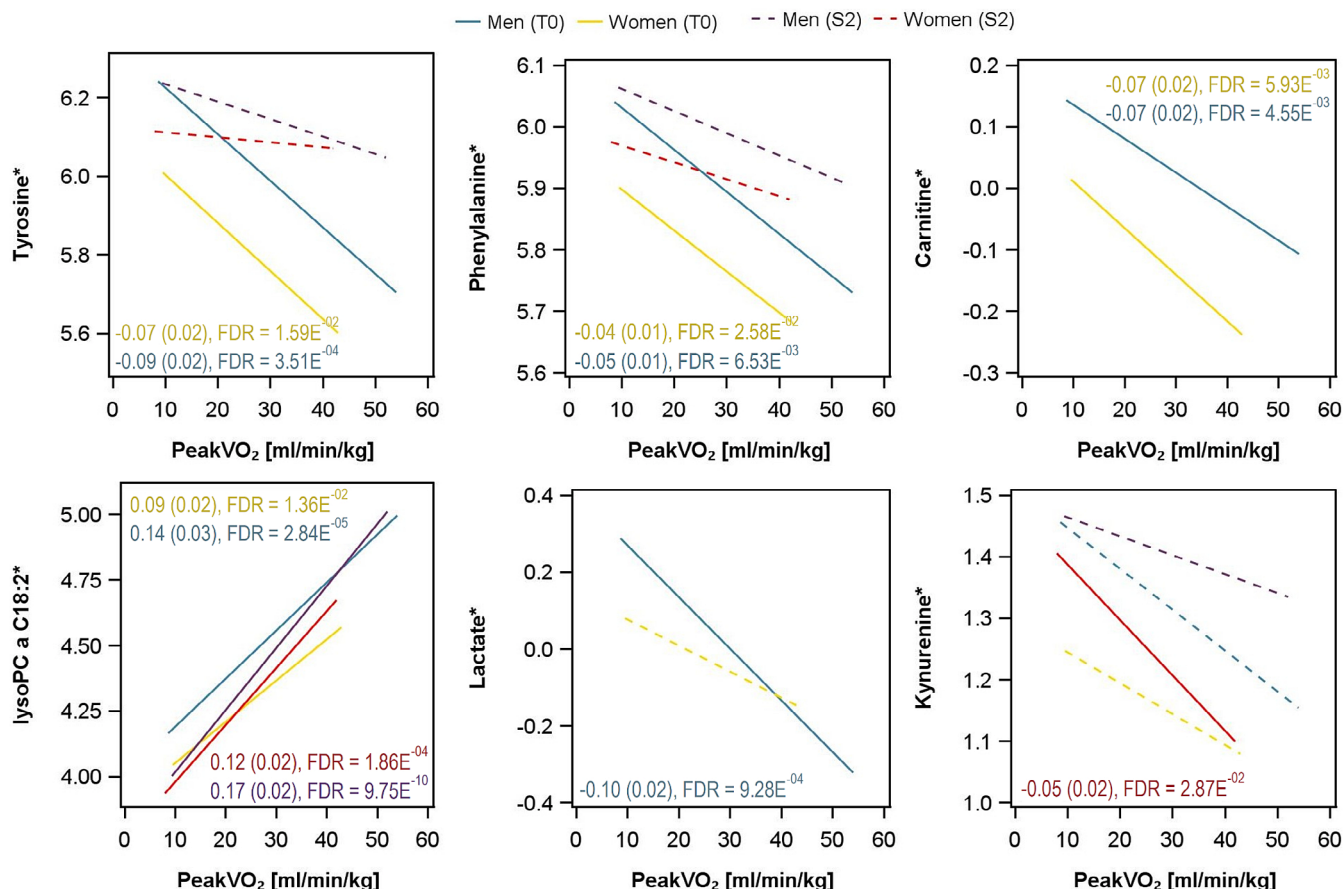 Men (T0) Women (T0) Men (S2) Women (S2)
Tyrosine*
6.2
6.0
5.8
5.6
-0.07 (0.02), FDR = 1.59E-02
-0.09 (0.02), FDR = 3.51E-04
0 10 20 30 40 50 60
PeakVO2 [ml/min/kg]
Phenylalanine*
6.1
6.0
5.9
5.8
5.7
5.6
-0.04 (0.01), FDR = 2.58E-02
-0.05 (0.01), FDR = 6.53E-03
0 10 20 30 40 50 60
PeakVO2 [ml/min/kg]
Carnitine*
0.2
0.1
0.0
-0.1
-0.2
-0.3
-0.07 (0.02), FDR = 5.93E-03
-0.07 (0.02), FDR = 4.55E-03
0 10 20 30 40 50 60
PeakVO2 [ml/min/kg]
lysoPC a C18:2*
5.00
4.75
4.50
4.25
4.00
0.09 (0.02), FDR = 1.36E-02
0.14 (0.03), FDR = 2.84E-05
0.12 (0.02), FDR = 1.86E-04
0.17 (0.02), FDR = 9.75E-10
0 10 20 30 40 50 60
PeakVO2 [ml/min/kg]
Lactate*
0.4
0.2
0.0
-0.2
-0.4
-0.10 (0.02), FDR = 9.28E-04
0 10 20 30 40 50 60
PeakVO2 [ml/min/kg]
Kynurenine*
1.5
1.4
1.3
1.2
1.1
1.0
-0.05 (0.02), FDR = 2.87E-02
0 10 20 30 40 50 60
PeakVO2 [ml/min/kg]